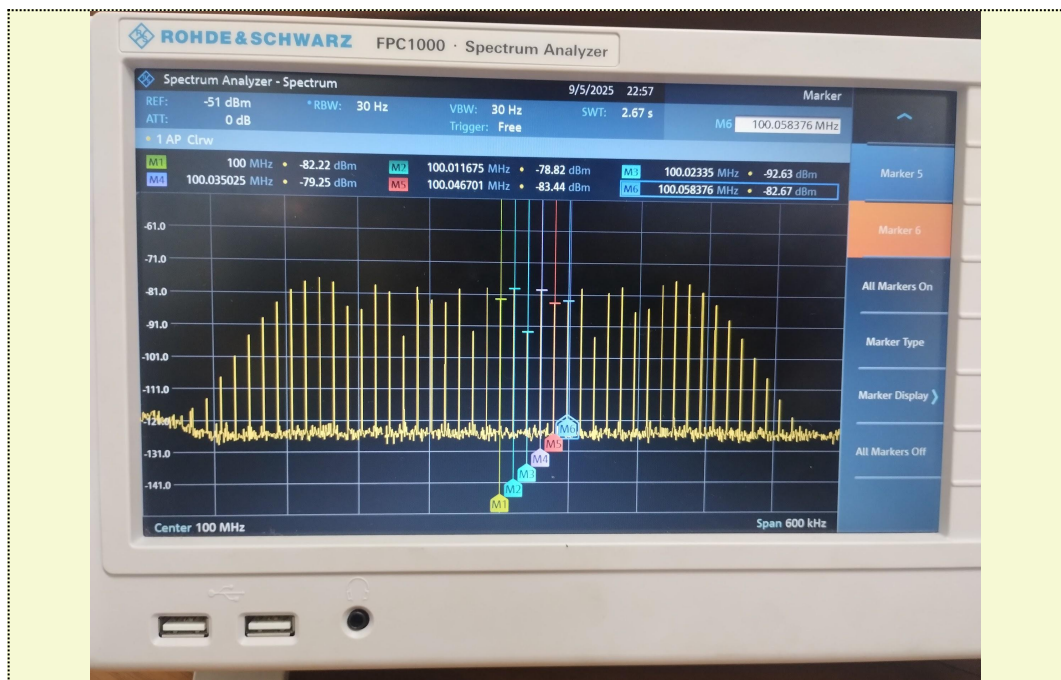 ROHDE&SCHWARZ FPC1000 · Spectrum Analyzer
Spectrum Analyzer - Spectrum 9/5/2025 22:57 Marker
REF: -51 dBm *RBW: 30 Hz VBW: 30 Hz SWT: 2.67 s
ATT: 0 dB Trigger: Free M6 100.058376 MHz
1 AP Clrw
M1 100 MHz • -82.22 dBm M2 100.011675 MHz • -78.82 dBm M3 100.02335 MHz • -92.63 dBm
M4 100.035025 MHz • -79.25 dBm M5 100.046701 MHz • -83.44 dBm M6 100.058376 MHz • -82.67 dBm
Marker 5
Marker 6
All Markers On
Marker Type
Marker Display
All Markers Off
-61.0
-71.0
-81.0
-91.0
-101.0
-111.0
-131.0
-141.0
M6
M5
M4
M3
M2
M1
Center 100 MHz Span 600 kHz